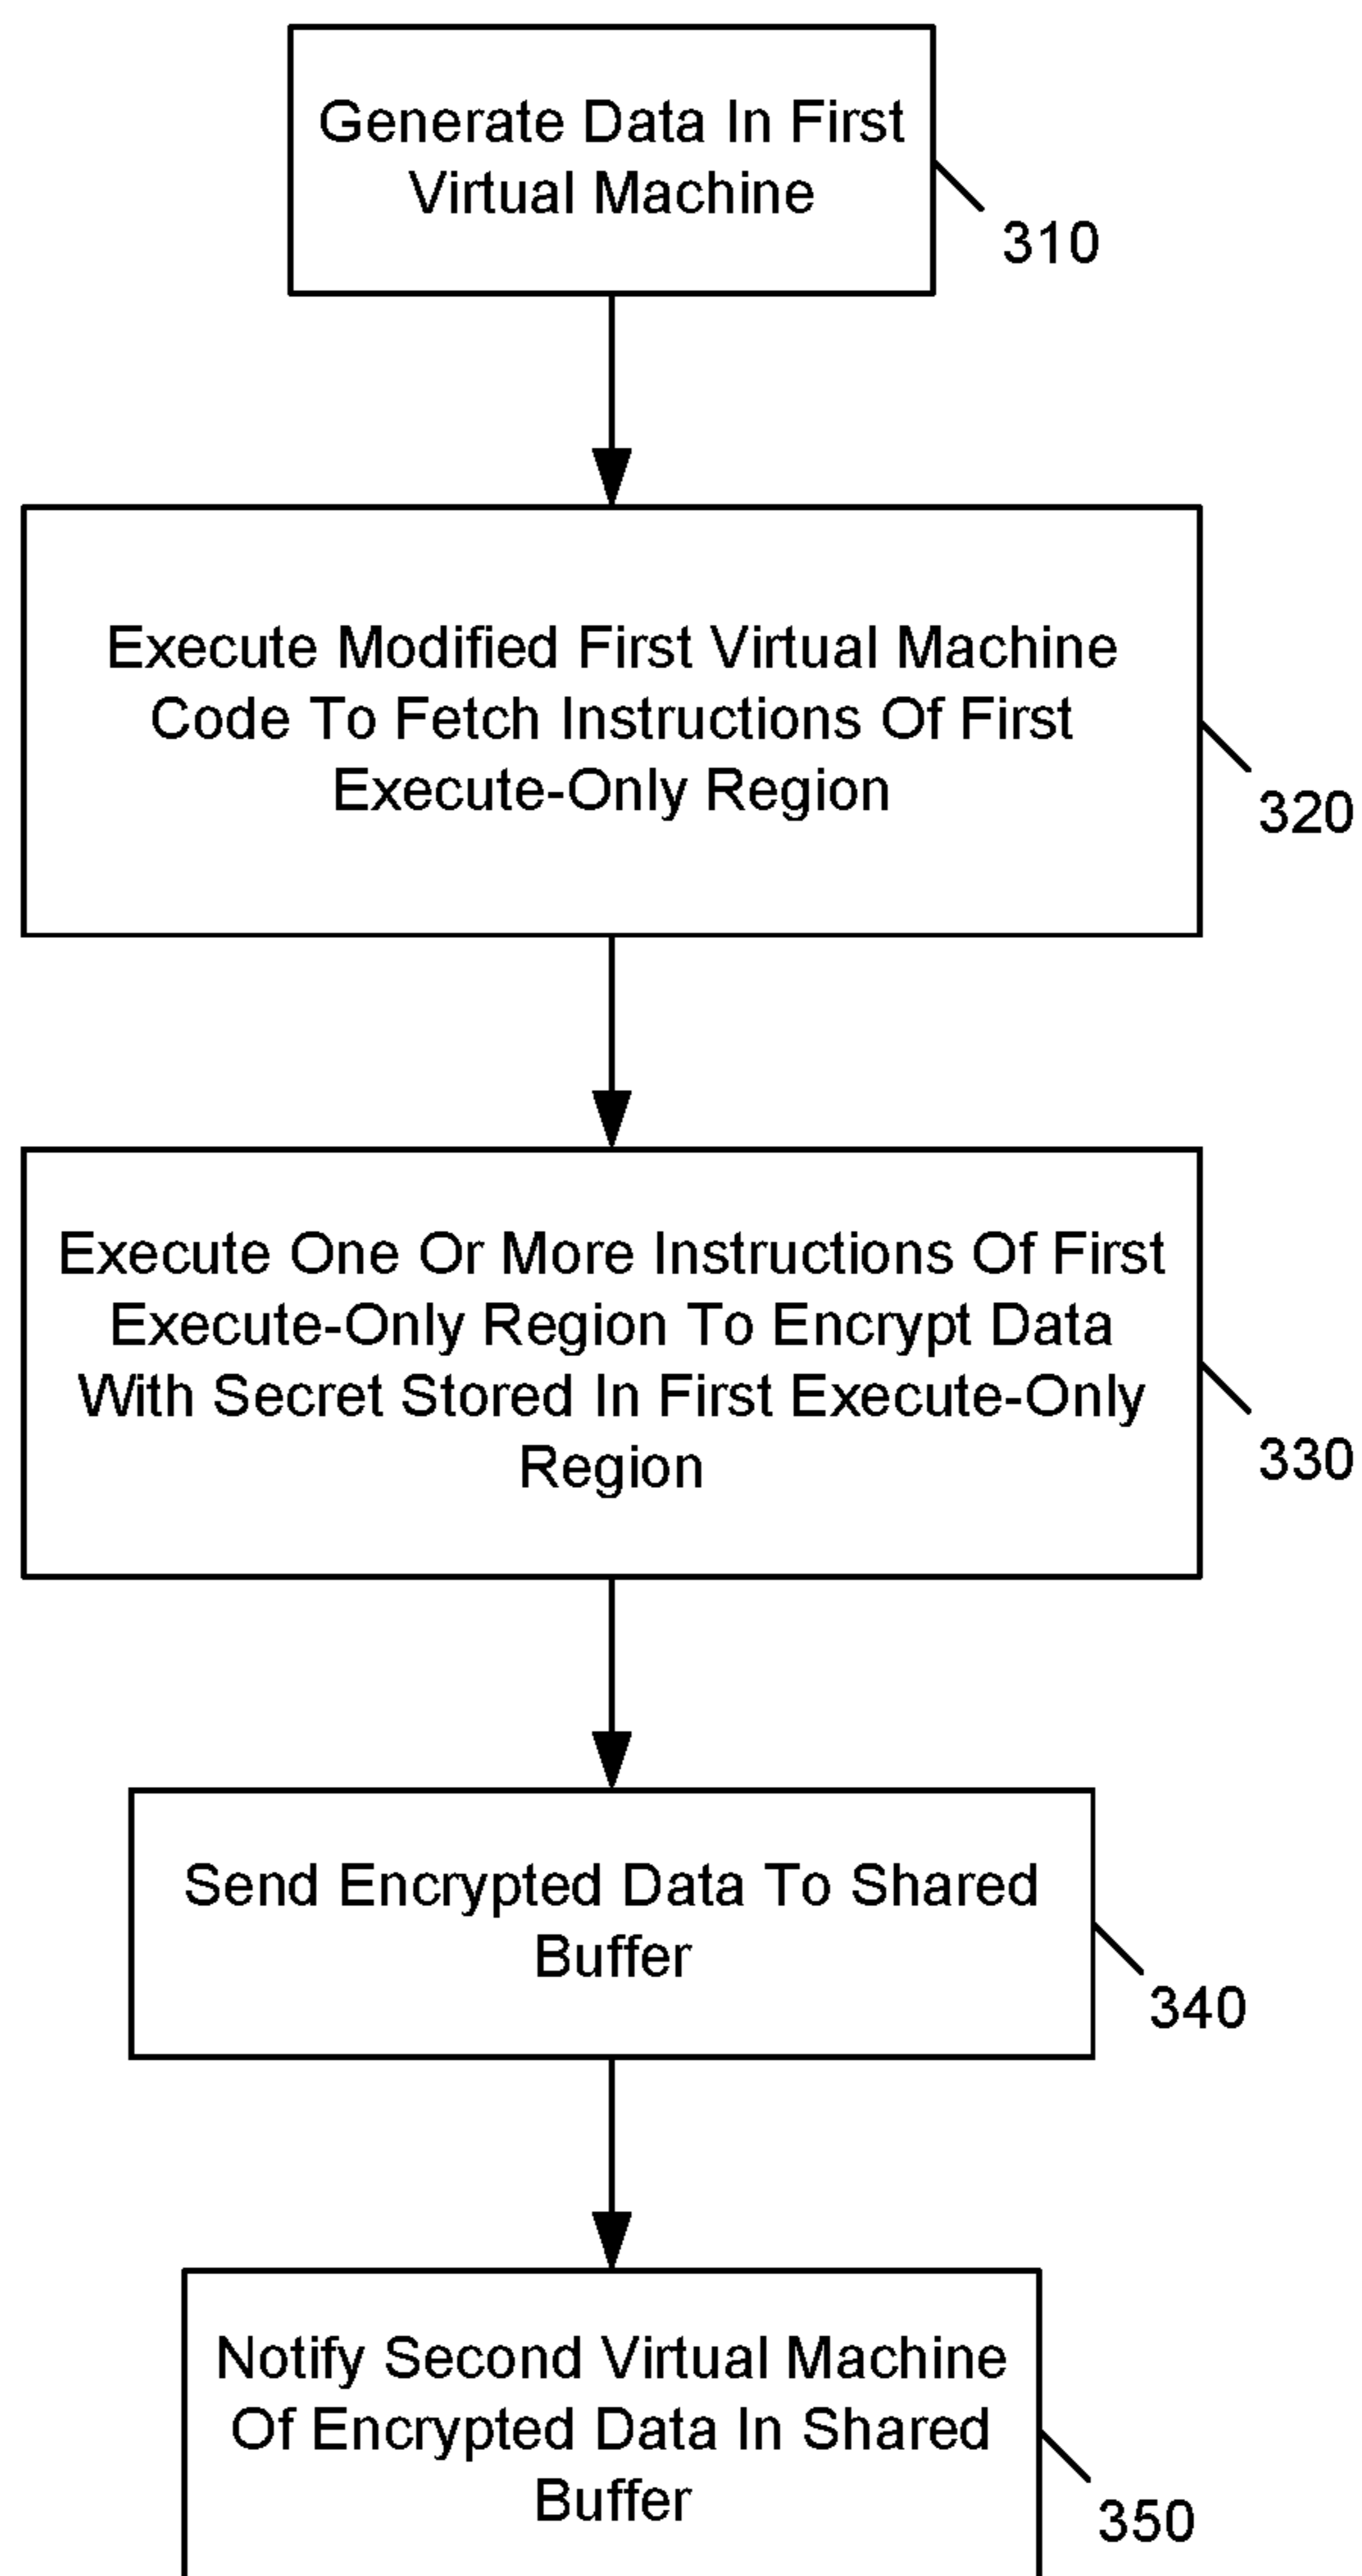 Generate Data In First
Virtual Machine
310
Execute Modified First Virtual Machine
Code To Fetch Instructions Of First
Execute-Only Region
320
Execute One Or More Instructions Of First
Execute-Only Region To Encrypt Data
With Secret Stored In First Execute-Only
Region
330
Send Encrypted Data To Shared
Buffer
340
Notify Second Virtual Machine
Of Encrypted Data In Shared
Buffer
350